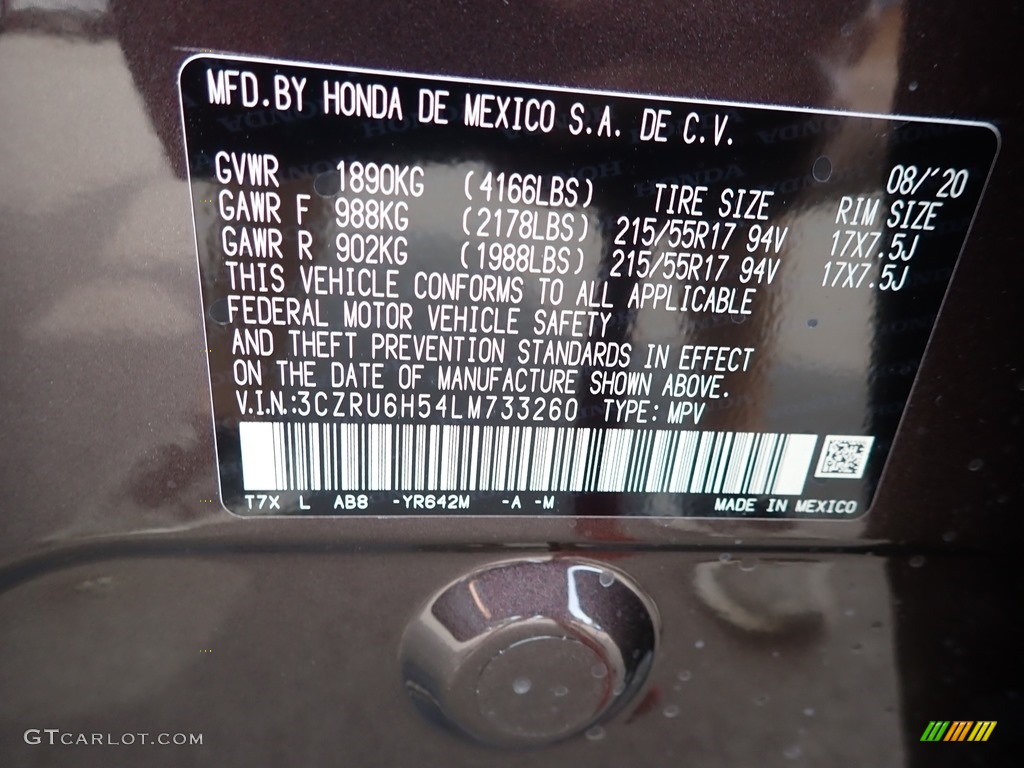 MFD.BY HONDA DE MEXICO S.A. DE C.V.
08/'20
GVWR 1890KG (4166LBS) TIRE SIZE RIM SIZE
GAWR F 988KG (2178LBS) 215/55R17 94V 17X7.5J
GAWR R 902KG (1988LBS) 215/55R17 94V 17X7.5J
THIS VEHICLE CONFORMS TO ALL APPLICABLE
FEDERAL MOTOR VEHICLE SAFETY
AND THEFT PREVENTION STANDARDS IN EFFECT
ON THE DATE OF MANUFACTURE SHOWN ABOVE.
V.I.N.:3CZRU6H54LM733260 TYPE: MPV
T7X L AB8 -YR642M -A -M MADE IN MEXICO
GTCARLOT.COM